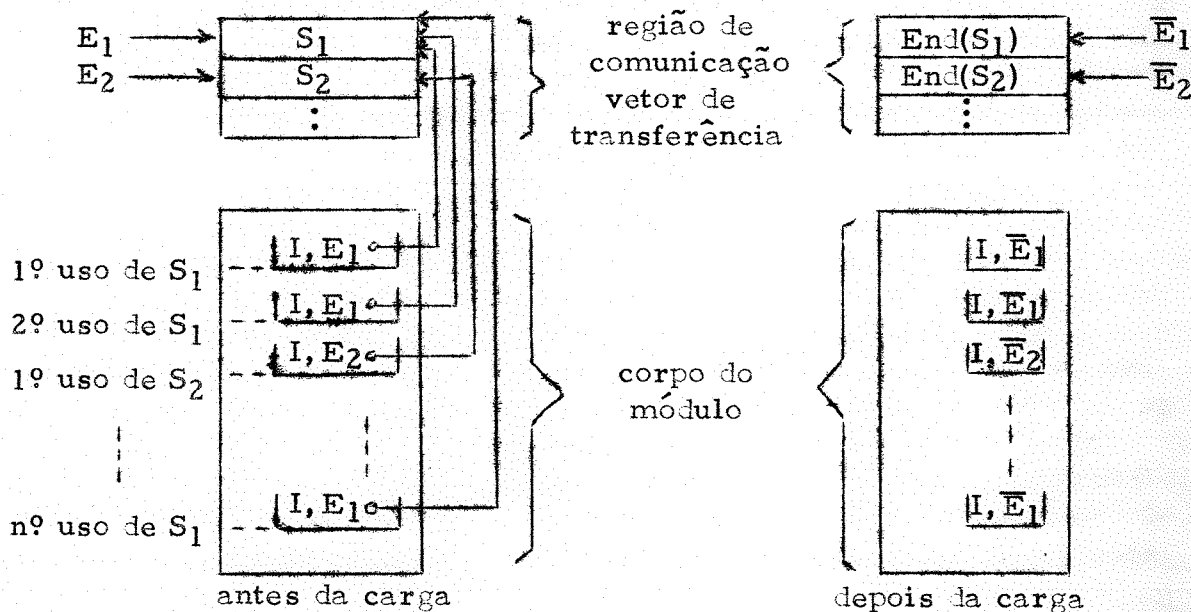 E1 S1
E2 S2
região de
comunicação
vetor de
transferência
End(S1) E̅1
End(S2) E̅2
I, E1
1º uso de S1
I, E1
2º uso de S1
I, E2
1º uso de S2
I, E1
nº uso de S1
antes da carga
corpo do
módulo
I, E̅1
I, E̅1
I, E̅2
I, E̅1
depois da carga